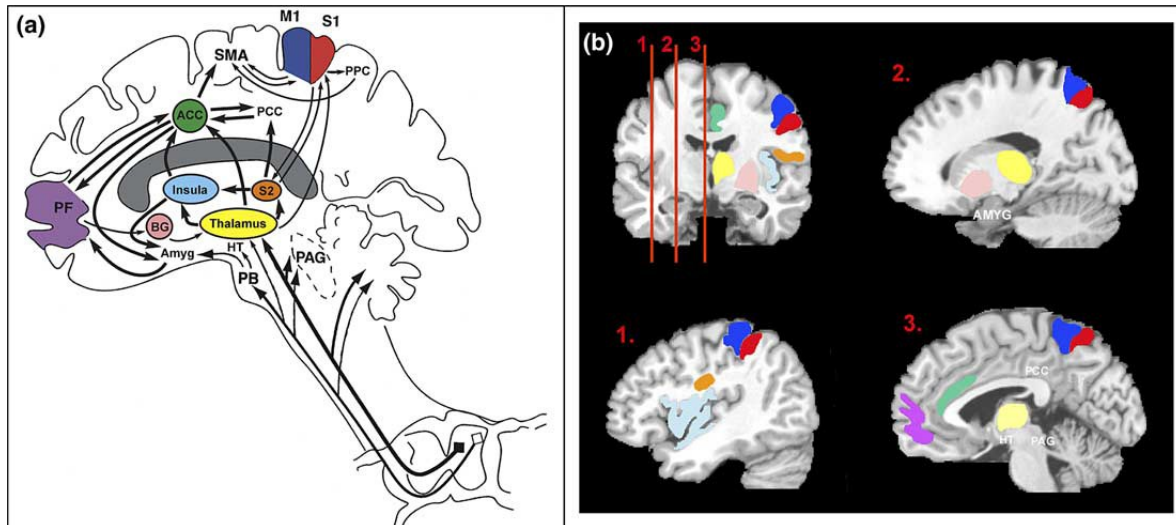 (a)
M1 S1
SMA
PPC
ACC
PCC
Insula
S2
PF
BG
Thalamus
HT
Amyg
PAG
PB
(b)
1 2 3
2.
AMYG
1.
3.
PCC
HT
PAG